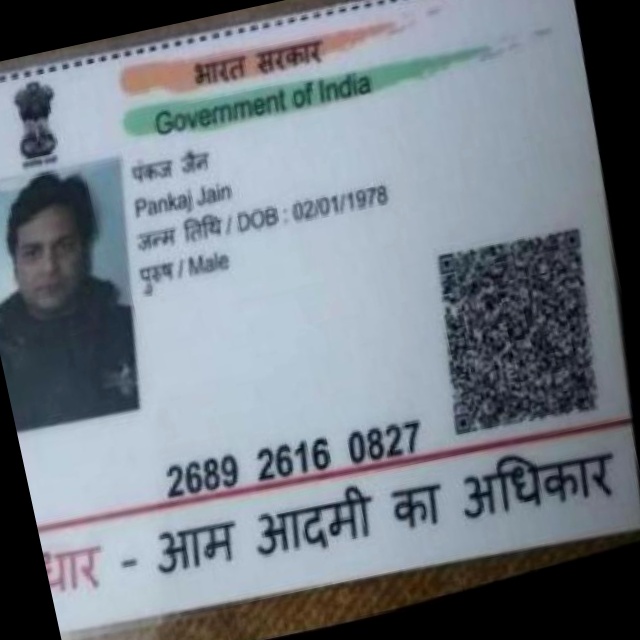 भारत सरकार
Government of India
पंकज जैन
Pankaj Jain
जन्म तिथि / DOB : 02/01/1978
पुरुष / Male
2689 2616 0827
धार - आम आदमी का अधिकार